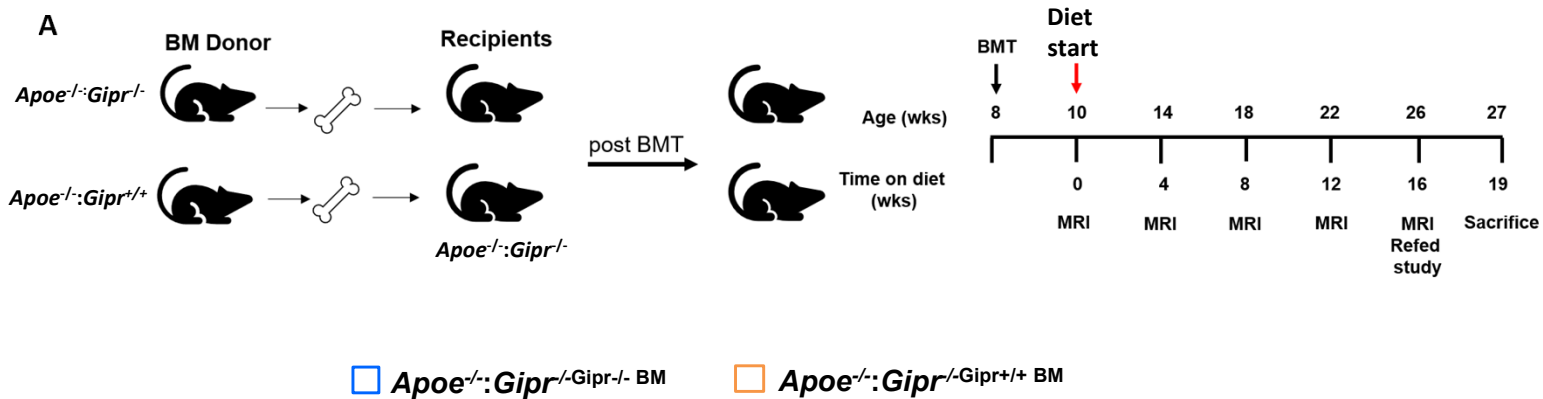 A
BM Donor
Recipients
Apoe-/-:Gipr-/-
Apoe-/-:Gipr+/+
Apoe-/-:Gipr-/-
post BMT
BMT
Diet
start
Age (wks)
8 10 14 18 22 26 27
Time on diet
(wks)
0 4 8 12 16 19
MRI MRI MRI MRI MRI Sacrifice
Refed
study
Apoe-/-:Gipr-/-Gipr-/- BM
Apoe-/-:Gipr-/-Gipr+/+ BM